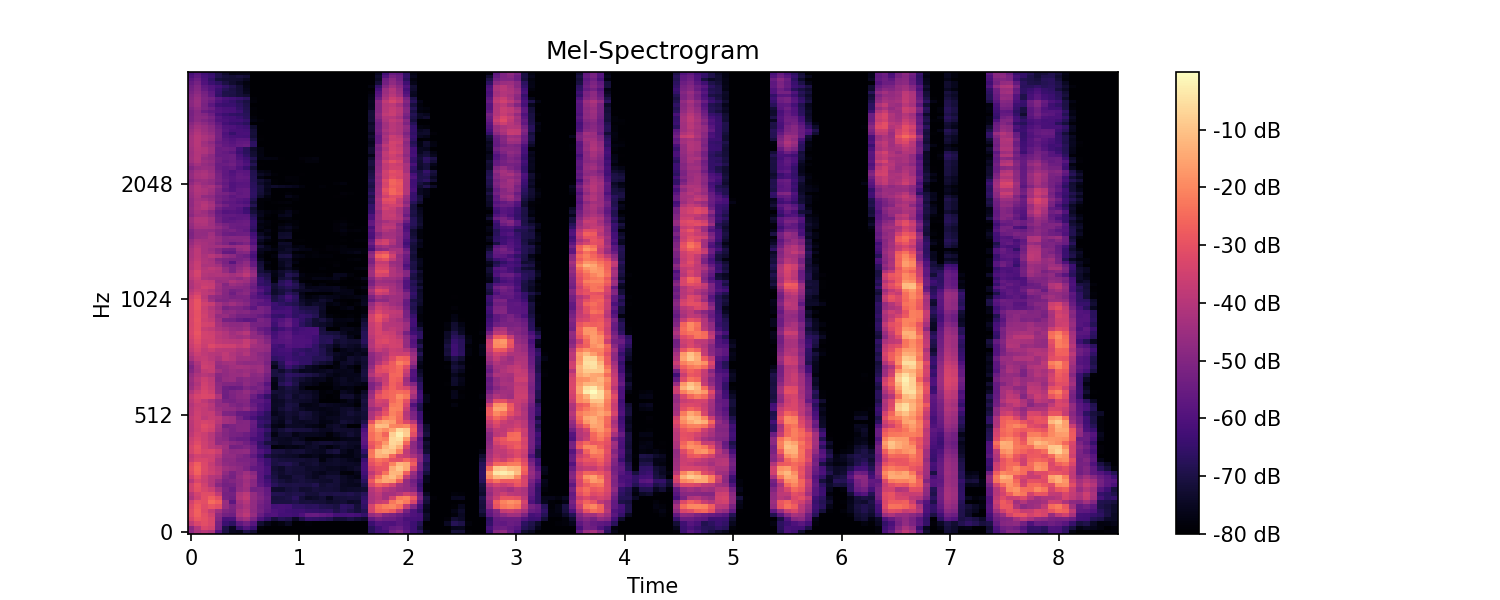 Mel-Spectrogram
Hz
2048
1024
512
0
0 1 2 3 4 5 6 7 8
Time
-10 dB
-20 dB
-30 dB
-40 dB
-50 dB
-60 dB
-70 dB
-80 dB